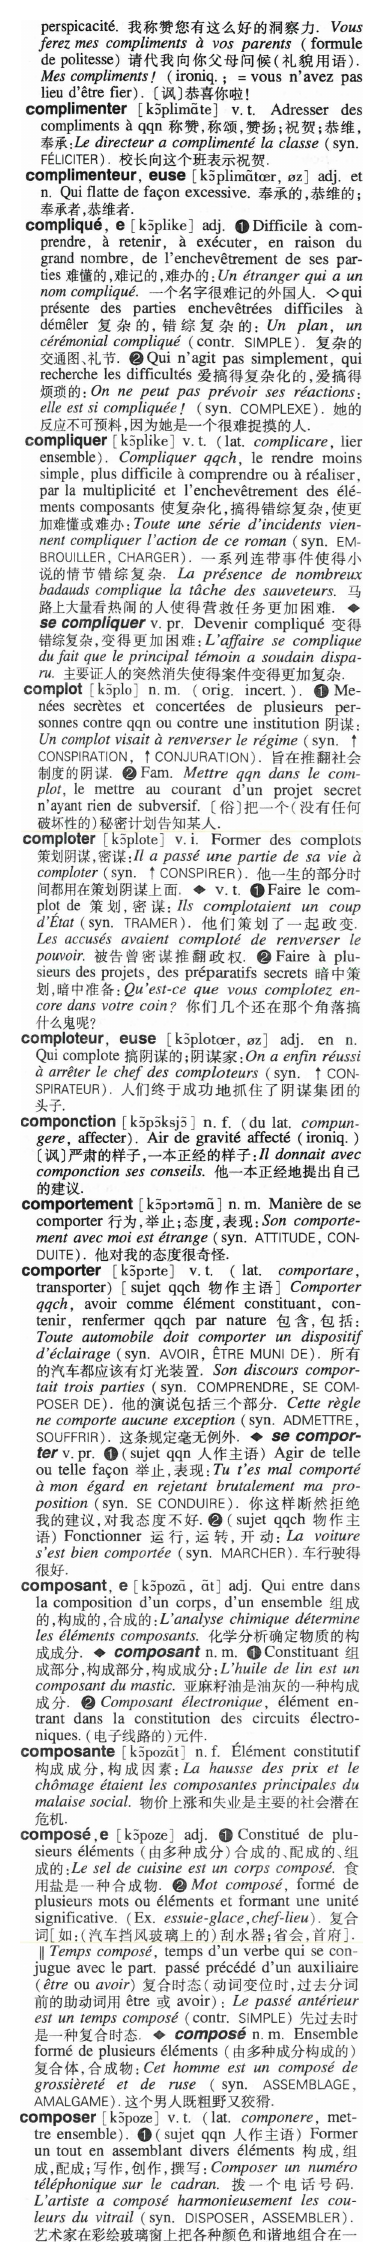 perspicacité. 我称赞您有这么好的洞察力. Vous
ferez mes compliments à vos parents ( formule
de politesse) 请代我向你父母问候(礼貌用语).
Mes compliments! ( ironiq. ; = vous n'avez pas
lieu d'être fier). [讽]恭喜你啦!
complimenter [kɔ̃plimɑ̃te] v. t. Adresser des
compliments à qqn 称赞,称颂,赞扬;祝贺;恭维,
奉承:Le directeur a complimenté la classe (syn.
FÉLICITER). 校长向这个班表示祝贺.
complimenteur, euse [kɔ̃plimɑ̃tœr, øz] adj. et
n. Qui flatte de façon excessive. 奉承的,恭维的;
奉承者,恭维者.
compliqué, e [kɔ̃plike] adj. ❶ Difficile à com-
prendre, à retenir, à exécuter, en raison du
grand nombre, de l'enchevêtrement de ses par-
ties 难懂的,难记的,难办的:Un étranger qui a un
nom compliqué. 一个名字很难记的外国人. ◇qui
présente des parties enchevêtrées difficiles à
démêler 复杂的,错综复杂的: Un plan, un
cérémonial compliqué (contr. SIMPLE). 复杂的
交通图、礼节. ❷ Qui n'agit pas simplement, qui
recherche les difficultés 爱搞得复杂化的,爱搞得
烦琐的:On ne peut pas prévoir ses réactions:
elle est si compliquée! (syn. COMPLEXE). 她的
反应不可预料,因为她是一个很难捉摸的人.
compliquer [kɔ̃plike] v. t. (lat. complicare, lier
ensemble). Compliquer qqch, le rendre moins
simple, plus difficile à comprendre ou à réaliser,
par la multiplicité et l'enchevêtrement des élé-
ments composants 使复杂化,搞得错综复杂,使更
加难懂或难办:Toute une série d'incidents vien-
nent compliquer l'action de ce roman (syn. EM-
BROUILLER, CHARGER). 一系列连带事件使得小
说的情节错综复杂. La présence de nombreux
badauds complique la tâche des sauveteurs. 马
路上大量看热闹的人使得营救任务更加困难. ◆
se compliquer v. pr. Devenir compliqué 变得
错综复杂,变得更加困难:L'affaire se complique
du fait que le principal témoin a soudain dispa-
ru. 主要证人的突然消失使得案件变得更加复杂.
complot [kɔ̃plo] n. m. ( orig. incert. ). ❶ Me-
nées secrètes et concertées de plusieurs per-
sonnes contre qqn ou contre une institution 阴谋:
Un complot visait à renverser le régime (syn. ↑
CONSPIRATION, ↑ CONJURATION). 旨在推翻社会
制度的阴谋. ❷ Fam. Mettre qqn dans le com-
plot, le mettre au courant d'un projet secret
n'ayant rien de subversif. [俗]把一个(没有任何
破坏性的)秘密计划告知某人.
comploter [kɔ̃plote] v. i. Former des complots
策划阴谋,密谋:Il a passé une partie de sa vie à
comploter (syn. ↑ CONSPIRER). 他一生的部分时
间都用在策划阴谋上面. ◆ v. t. ❶ Faire le com-
plot de 策划,密谋: Ils complotaient un coup
d'État (syn. TRAMER). 他们策划了一起政变.
Les accusés avaient comploté de renverser le
pouvoir. 被告曾密谋推翻政权. ❷ Faire à plu-
sieurs des projets, des préparatifs secrets 暗中策
划,暗中准备:Qu'est-ce que vous complotez en-
core dans votre coin? 你们几个还在那个角落搞
什么鬼呢?
comploteur, euse [kɔ̃plotœr, øz] adj. en n.
Qui complote 搞阴谋的;阴谋家:On a enfin réussi
à arrêter le chef des comploteurs (syn. ↑ CON-
SPIRATEUR). 人们终于成功地抓住了阴谋集团的
头子.
componction [kɔ̃pɔ̃ksjɔ̃] n. f. (du lat. compun-
gere, affecter). Air de gravité affecté (ironiq. )
[讽]严肃的样子,一本正经的样子:Il donnait avec
componction ses conseils. 他一本正经地提出自己
的建议.
comportement [kɔ̃pɔrtəmɑ̃] n. m. Manière de se
comporter 行为,举止;态度,表现:Son comporte-
ment avec moi est étrange (syn. ATTITUDE, CON-
DUITE). 他对我的态度很奇怪.
comporter [kɔ̃pɔrte] v. t. ( lat. comportare,
transporter) [sujet qqch 物作主语] Comporter
qqch, avoir comme élément constituant, con-
tenir, renfermer qqch par nature 包含,包括:
Toute automobile doit comporter un dispositif
d'éclairage (syn. AVOIR, ÊTRE MUNI DE). 所有
的汽车都应该有灯光装置. Son discours compor-
tait trois parties (syn. COMPRENDRE, SE COM-
POSER DE). 他的演说包括三个部分. Cette règle
ne comporte aucune exception (syn. ADMETTRE,
SOUFFRIR). 这条规定毫无例外. ◆ se compor-
ter v. pr. ❶ (sujet qqn 人作主语) Agir de telle
ou telle façon 举止,表现:Tu t'es mal comporté
à mon égard en rejetant brutalement ma pro-
position (syn. SE CONDUIRE). 你这样断然拒绝
我的建议,对我态度不好. ❷ (sujet qqch 物作主
语) Fonctionner 运行,运转,开动: La voiture
s'est bien comportée (syn. MARCHER). 车行驶得
很好.
composant, e [kɔ̃pozɑ̃, ɑ̃t] adj. Qui entre dans
la composition d'un corps, d'un ensemble 组成
的,构成的,合成的:L'analyse chimique détermine
les éléments composants. 化学分析确定物质的构
成成分. ◆ composant n. m. ❶ Constituant 组
成部分,构成部分,构成成分:L'huile de lin est un
composant du mastic. 亚麻籽油是油灰的一种构成
成分. ❷ Composant électronique, élément en-
trant dans la constitution des circuits électro-
niques. (电子线路的)元件.
composante [kɔ̃pozɑ̃t] n. f. Élément constitutif
构成成分,构成因素: La hausse des prix et le
chômage étaient les composantes principales du
malaise social. 物价上涨和失业是主要的社会潜在
危机.
composé,e [kɔ̃poze] adj. ❶ Constitué de plu-
sieurs éléments (由多种成分)合成的、配成的、组
成的:Le sel de cuisine est un corps composé. 食
用盐是一种合成物. ❷ Mot composé, formé de
plusieurs mots ou éléments et formant une unité
significative. (Ex. essuie-glace,chef-lieu). 复合
词[如:(汽车挡风玻璃上的)刮水器;省会,首府].
‖ Temps composé, temps d'un verbe qui se con-
jugue avec le part. passé précédé d'un auxiliaire
(être ou avoir) 复合时态(动词变位时,过去分词
前的助动词用 être 或 avoir): Le passé antérieur
est un temps composé (contr. SIMPLE) 先过去时
是一种复合时态. ◆ composé n. m. Ensemble
formé de plusieurs éléments (由多种成分构成的)
复合体,合成物: Cet homme est un composé de
grossièreté et de ruse ( syn. ASSEMBLAGE,
AMALGAME). 这个男人既粗野又狡猾.
composer [kɔ̃poze] v. t. (lat. componere, met-
tre ensemble). ❶ (sujet qqn 人作主语) Former
un tout en assemblant divers éléments 构成,组
成,配成;写作,创作,撰写:Composer un numéro
téléphonique sur le cadran. 拨一个电话号码.
L'artiste a composé harmonieusement les cou-
leurs du vitrail (syn. DISPOSER, ASSEMBLER).
艺术家在彩绘玻璃窗上把各种颜色和谐地组合在一